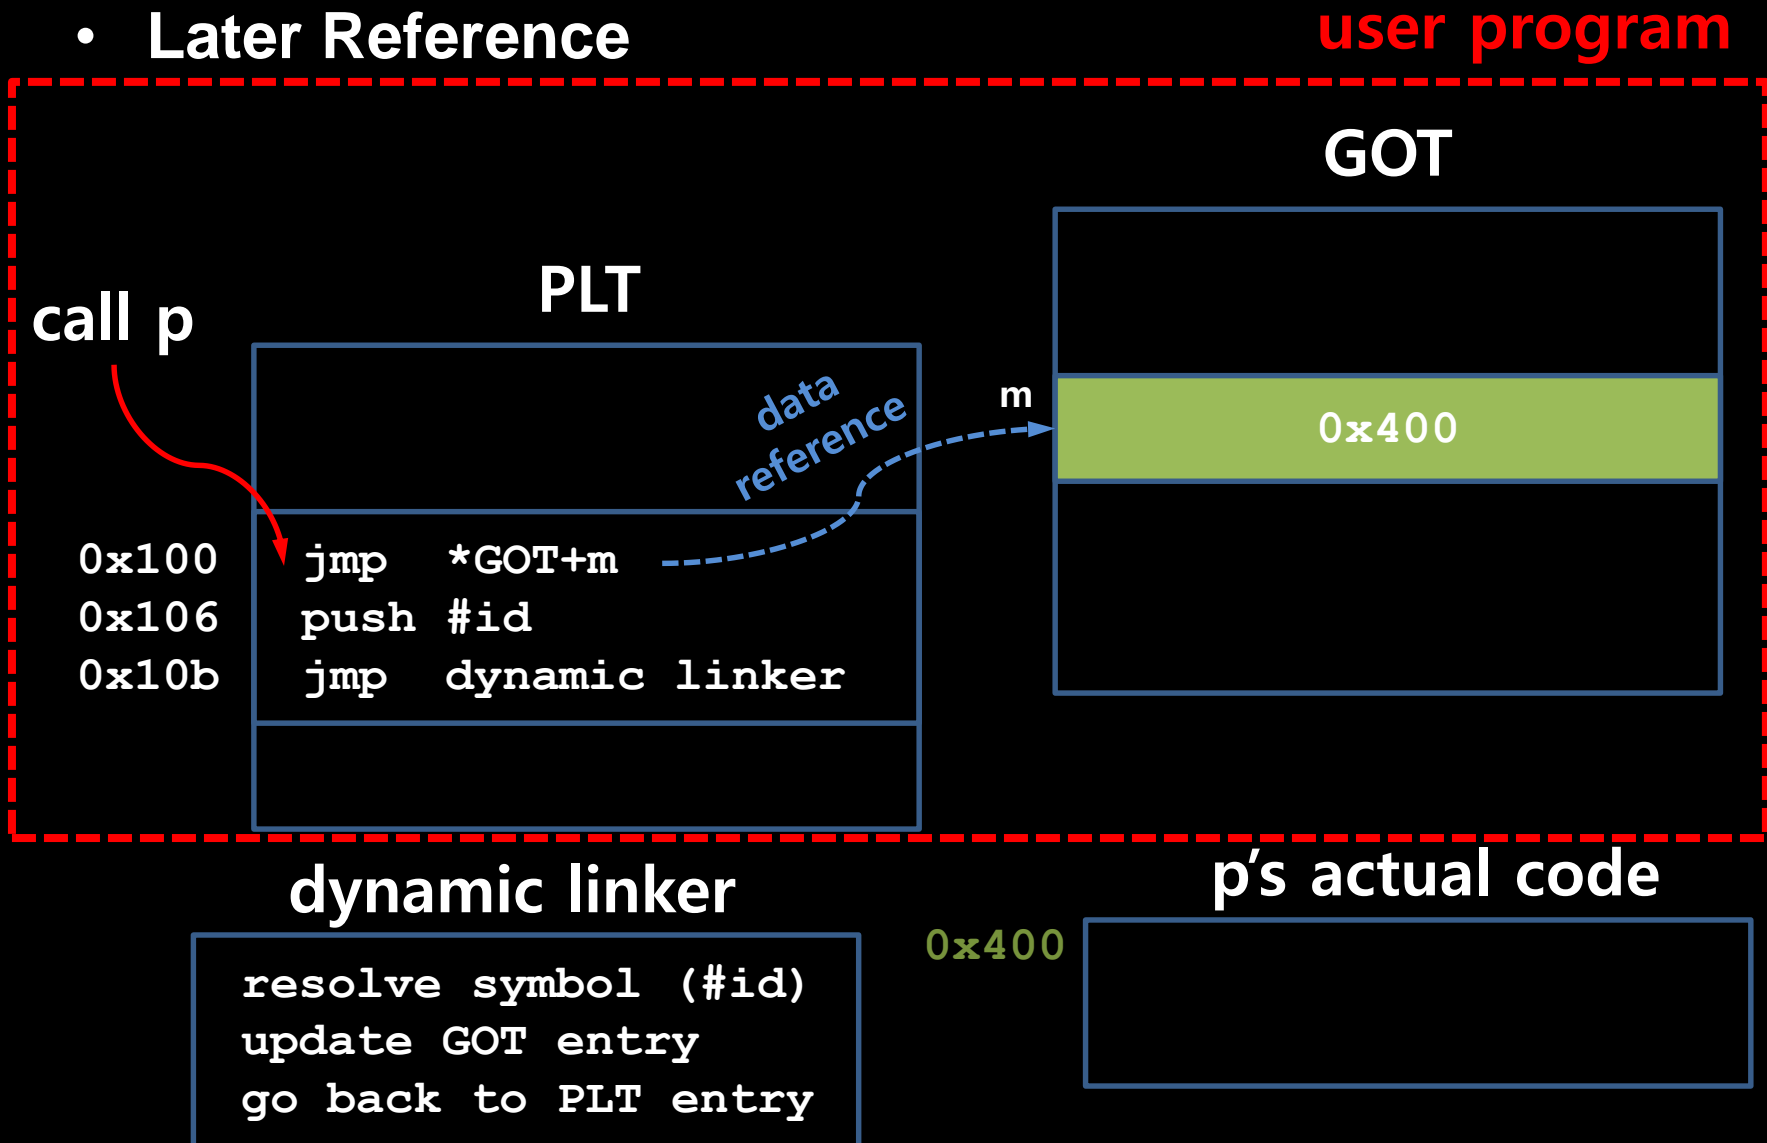 • Later Reference
user program
GOT
PLT
call p
data
reference
m
0x400
0x100 jmp *GOT+m
0x106 push #id
0x10b jmp dynamic linker
dynamic linker
p’s actual code
0x400
resolve symbol (#id)
update GOT entry
go back to PLT entry